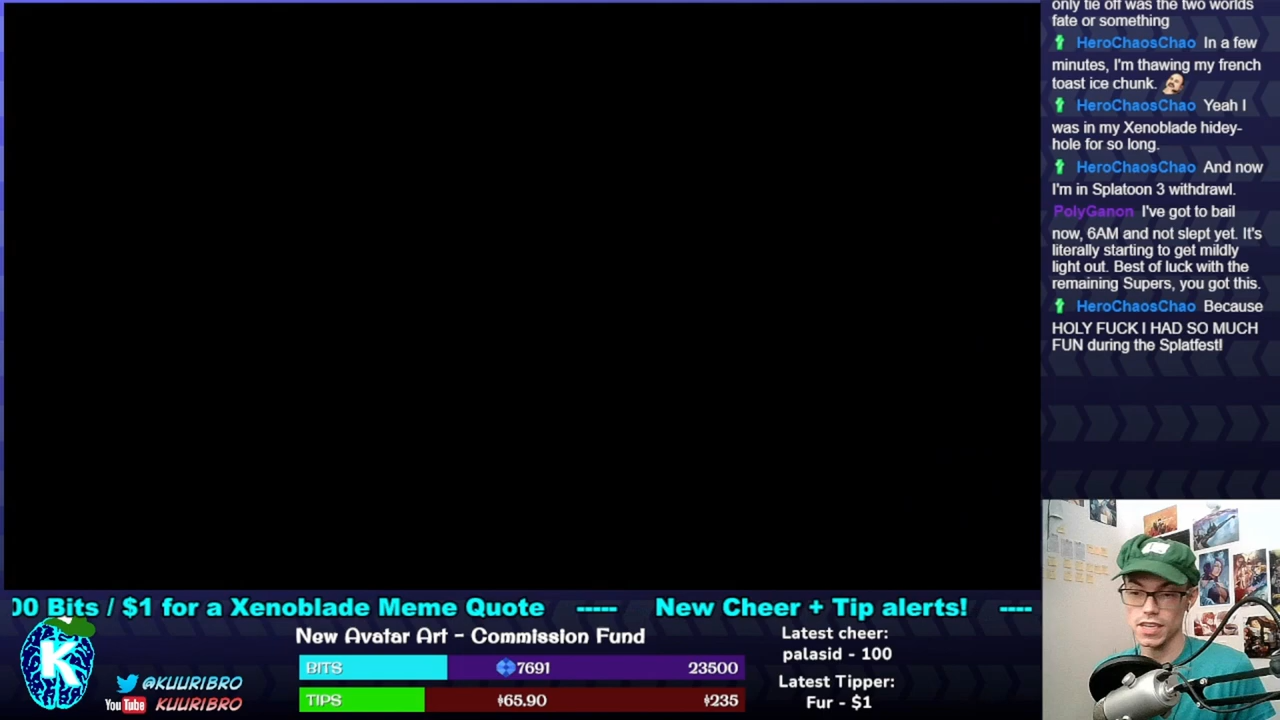 only tie off was the two worlds
fate or something
HeroChaosChao In a few
minutes, I'm thawing my french
toast ice chunk.
HeroChaosChao Yeah I
was in my Xenoblade hidey-
hole for so long.
HeroChaosChao And now
I'm in Splatoon 3 withdrawl.
PolyGanon I've got to bail
now, 6AM and not slept yet. It's
literally starting to get mildly
light out. Best of luck with the
remaining Supers, you got this.
HeroChaosChao Because
HOLY FUCK I HAD SO MUCH
FUN during the Splatfest!
00 Bits / $1 for a Xenoblade Meme Quote ----- New Cheer + Tip alerts! ----
New Avatar Art - Commission Fund
BITS 7691 23500
TIPS $65.90 $235
Latest cheer:
palasid - 100
Latest Tipper:
Fur - $1
K
@KUURIBRO
YouTube KUURIBRO